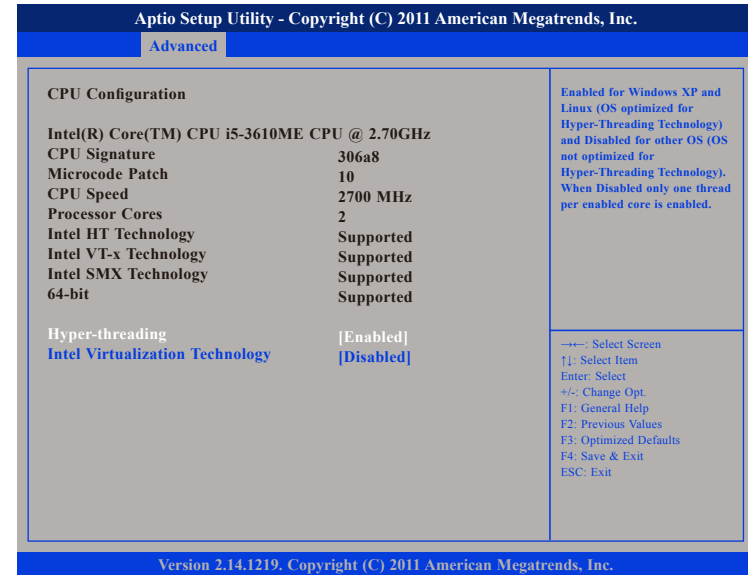 Aptio Setup Utility - Copyright (C) 2011 American Megatrends, Inc.
Advanced
CPU Configuration
Intel(R) Core(TM) CPU i5-3610ME CPU @ 2.70GHz
CPU Signature 306a8
Microcode Patch 10
CPU Speed 2700 MHz
Processor Cores 2
Intel HT Technology Supported
Intel VT-x Technology Supported
Intel SMX Technology Supported
64-bit Supported
Hyper-threading [Enabled]
Intel Virtualization Technology [Disabled]
Enabled for Windows XP and
Linux (OS optimized for
Hyper-Threading Technology)
and Disabled for other OS (OS
not optimized for
Hyper-Threading Technology).
When Disabled only one thread
per enabled core is enabled.
→←: Select Screen
↑↓: Select Item
Enter: Select
+/-: Change Opt.
F1: General Help
F2: Previous Values
F3: Optimized Defaults
F4: Save & Exit
ESC: Exit
Version 2.14.1219. Copyright (C) 2011 American Megatrends, Inc.